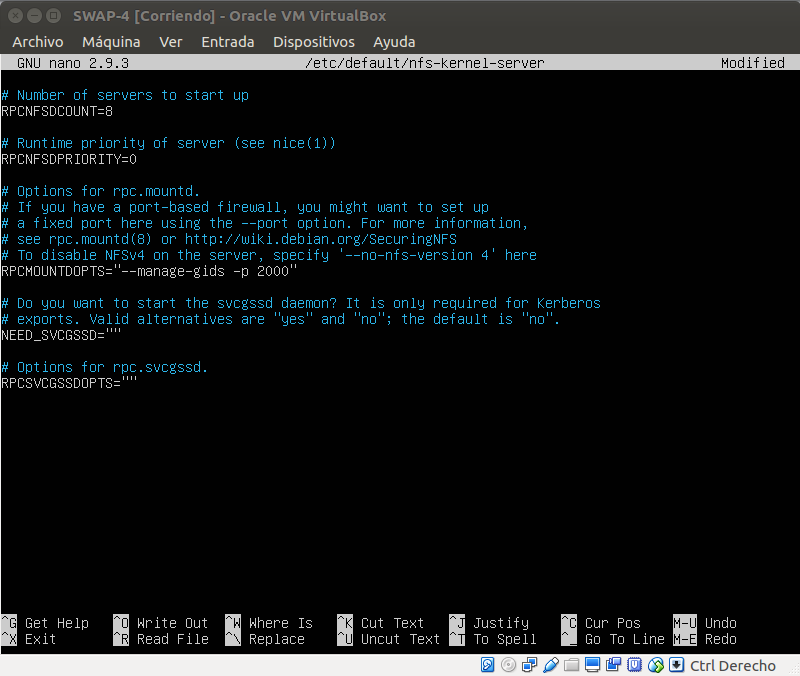 SWAP-4 [Corriendo] - Oracle VM VirtualBox
Archivo Máquina Ver Entrada Dispositivos Ayuda
GNU nano 2.9.3 /etc/default/nfs-kernel-server Modified
# Number of servers to start up
RPCNFSDCOUNT=8
# Runtime priority of server (see nice(1))
RPCNFSDPRIORITY=0
# Options for rpc.mountd.
# If you have a port-based firewall, you might want to set up
# a fixed port here using the --port option. For more information,
# see rpc.mountd(8) or http://wiki.debian.org/SecuringNFS
# To disable NFSv4 on the server, specify '--no-nfs-version 4' here
RPCMOUNTDOPTS="--manage-gids -p 2000"
# Do you want to start the svcgssd daemon? It is only required for Kerberos
# exports. Valid alternatives are "yes" and "no"; the default is "no".
NEED_SVCGSSD=""
# Options for rpc.svcgssd.
RPCSVCGSSDOPTS=""
^G Get Help ^O Write Out ^W Where Is ^K Cut Text ^J Justify ^C Cur Pos M-U Undo
^X Exit ^R Read File ^\ Replace ^U Uncut Text ^T To Spell ^_ Go To Line M-E Redo
Ctrl Derecho